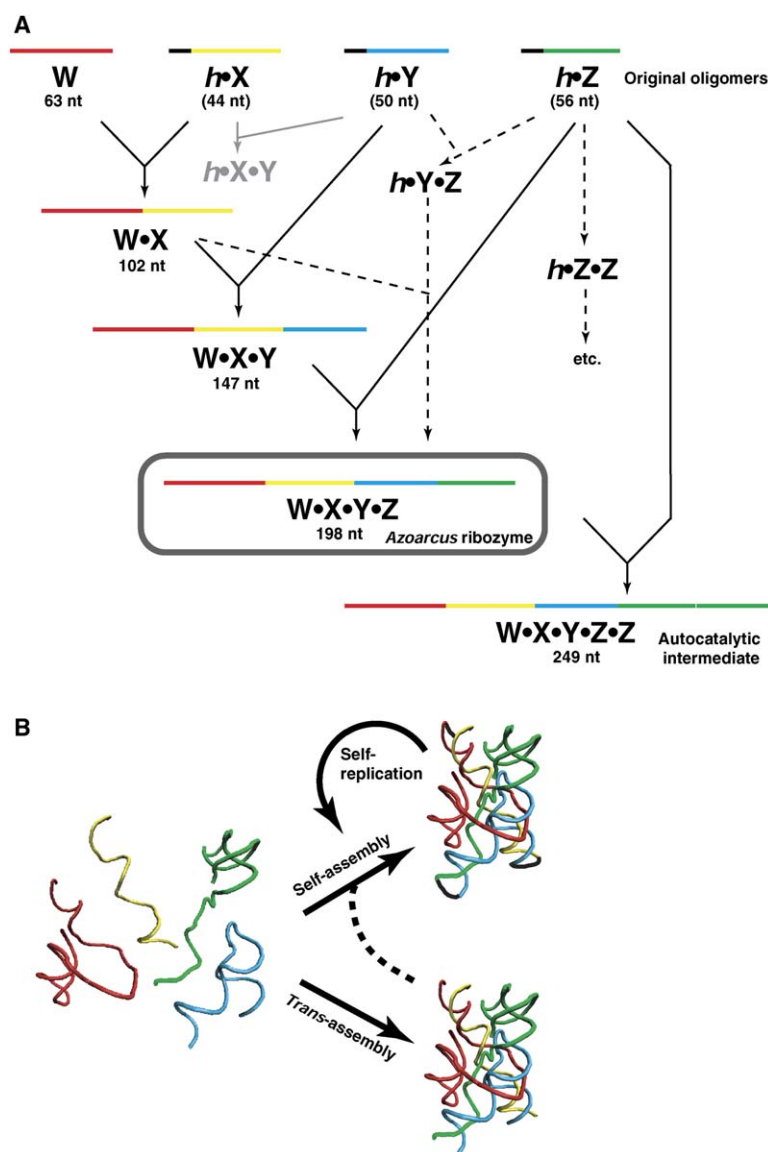 A
W
63 nt
h•X
(44 nt)
h•Y
(50 nt)
h•Z
(56 nt)
Original oligomers
h•X•Y
h•Y•Z
W•X
102 nt
h•Z•Z
W•X•Y
147 nt
etc.
W•X•Y•Z
198 nt
Azoarcus ribozyme
W•X•Y•Z•Z
249 nt
Autocatalytic
intermediate
B
Self-
replication
Self-assembly
Trans-assembly